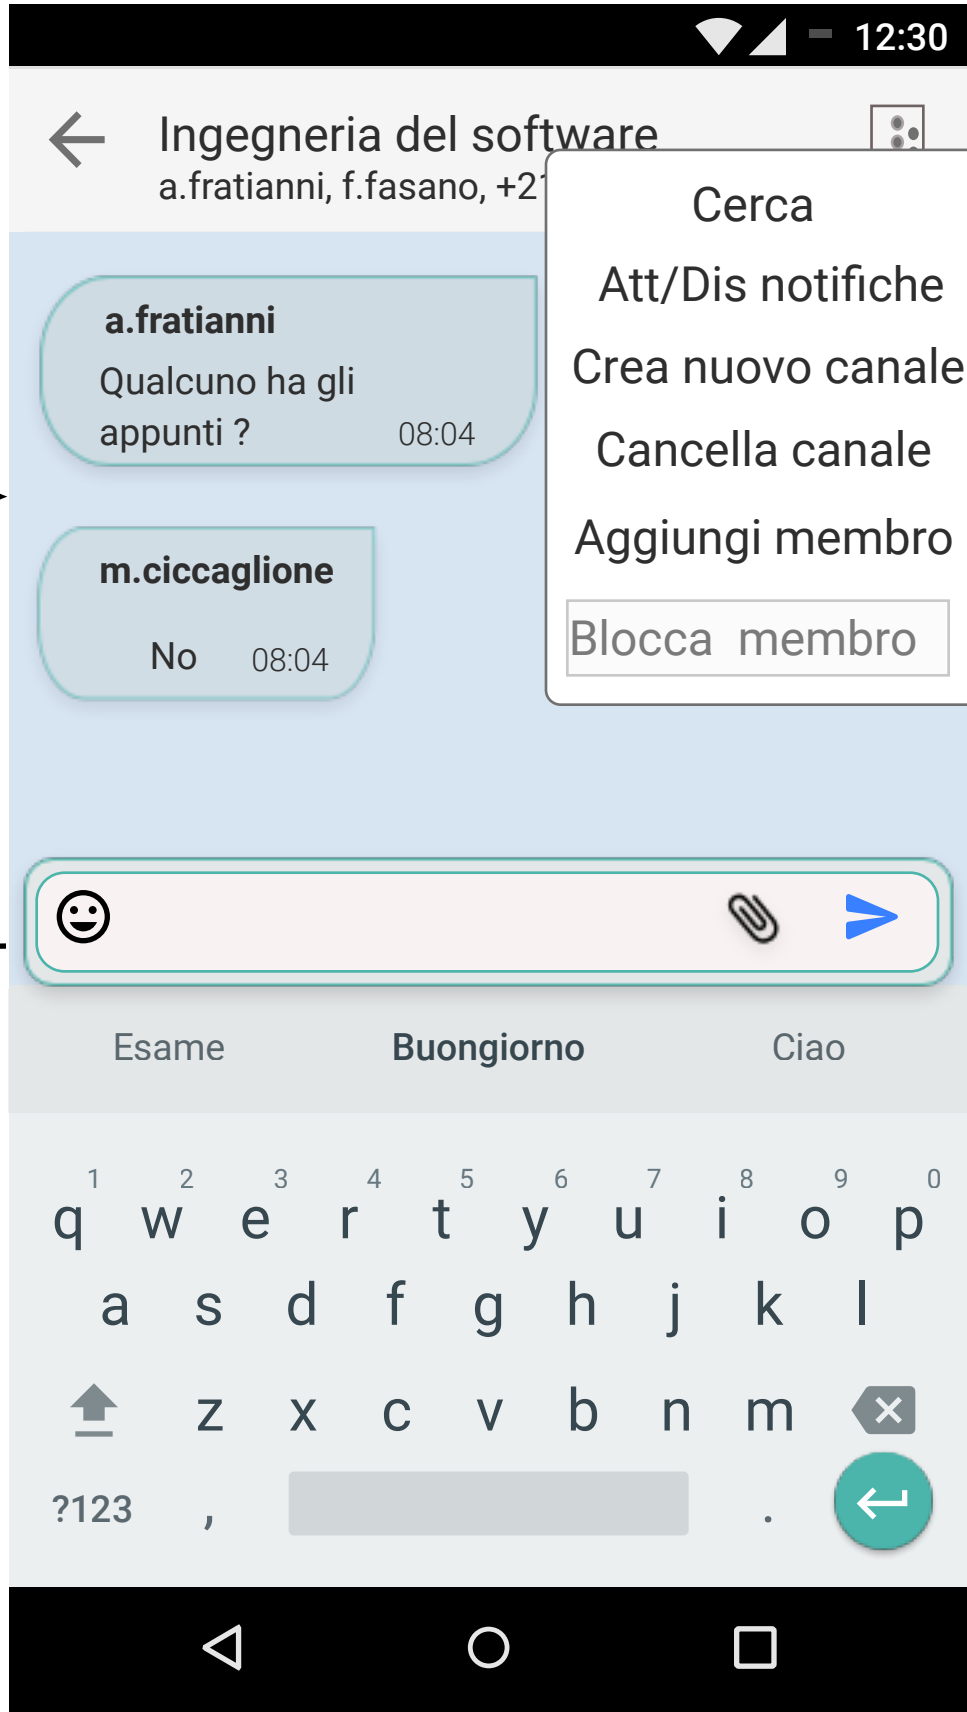 12:30
Ingegneria del software
a.fratianni, f.fasano, +21
Cerca
Att/Dis notifiche
Crea nuovo canale
Cancella canale
Aggiungi membro
Blocca membro
a.fratianni
Qualcuno ha gli
appunti ? 08:04
m.ciccaglione
No 08:04
Esame Buongiorno Ciao
1 2 3 4 5 6 7 8 9 0
q w e r t y u i o p
a s d f g h j k l
z x c v b n m
?123 , .